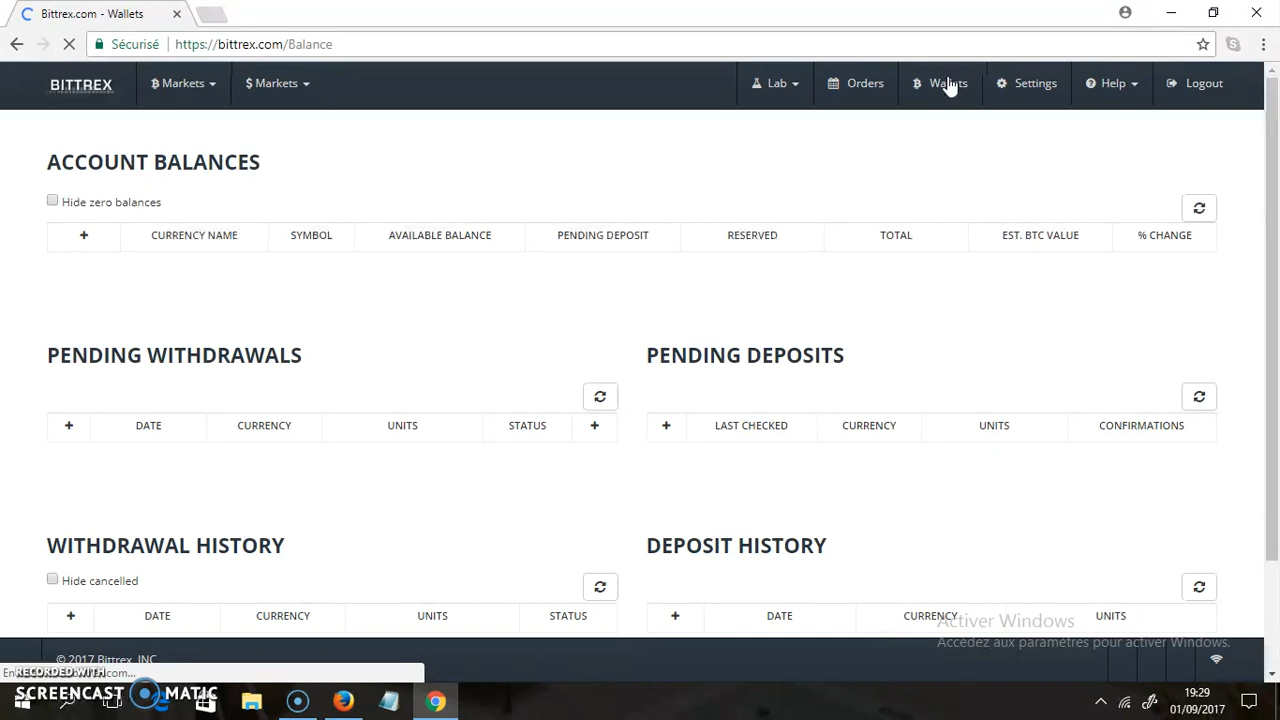 Bittrex.com - Wallets
Sécurisé https://bittrex.com/Balance
BITTREX Markets $ Markets Lab Orders Wallets Settings Help Logout
ACCOUNT BALANCES
Hide zero balances
+ CURRENCY NAME SYMBOL AVAILABLE BALANCE PENDING DEPOSIT RESERVED TOTAL EST. BTC VALUE % CHANGE
PENDING WITHDRAWALS
+ DATE CURRENCY UNITS STATUS +
PENDING DEPOSITS
+ LAST CHECKED CURRENCY UNITS CONFIRMATIONS
WITHDRAWAL HISTORY
Hide cancelled
+ DATE CURRENCY UNITS STATUS
DEPOSIT HISTORY
+ DATE CURRENCY UNITS
Activer Windows
Accédez aux paramètres pour activer Windows.
© 2017 Bittrex, INC
RECORDED WITH
SCREENCAST MATIC
19:29
01/09/2017